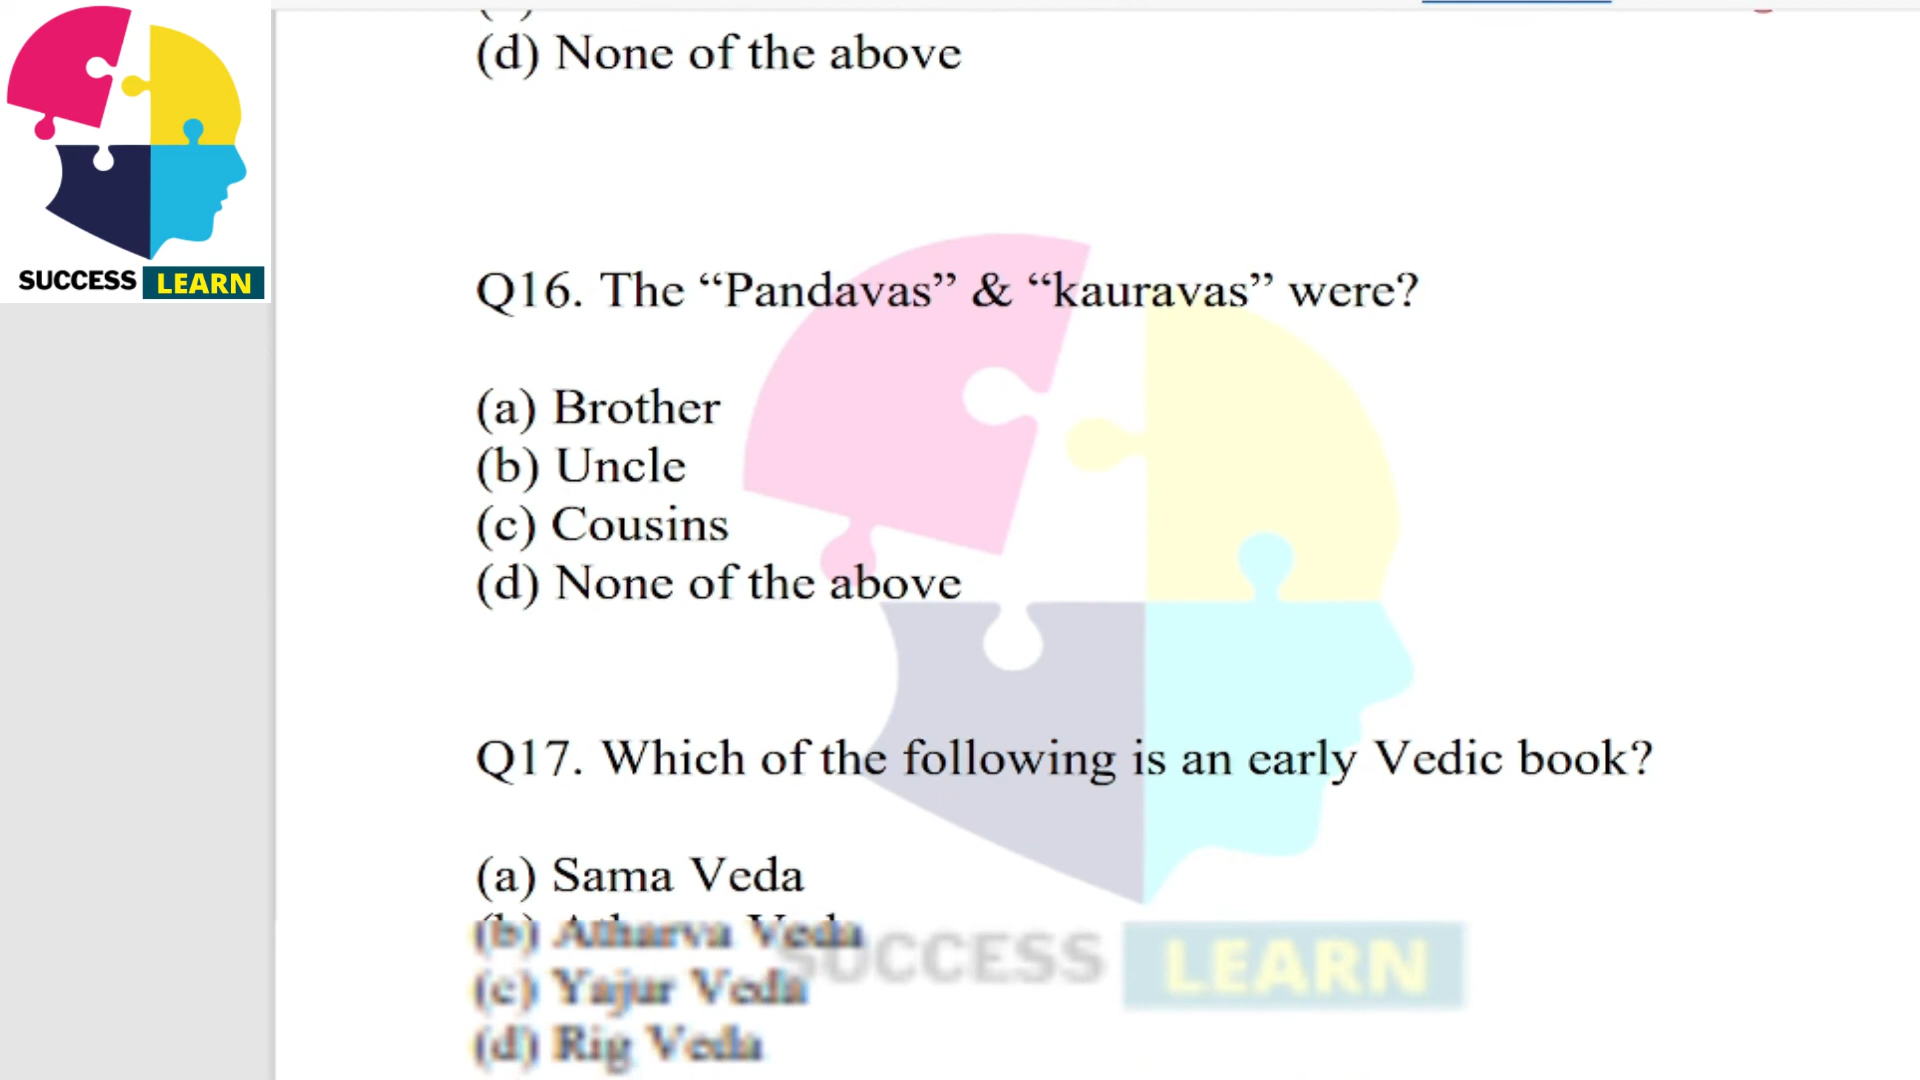 (d) None of the above
SUCCESS LEARN
Q16. The “Pandavas” & “kauravas” were?
(a) Brother
(b) Uncle
(c) Cousins
(d) None of the above
Q17. Which of the following is an early Vedic book?
(a) Sama Veda
(b) Atharva Veda
(c) Yajur Veda
(d) Rig Veda
SUCCESS LEARN